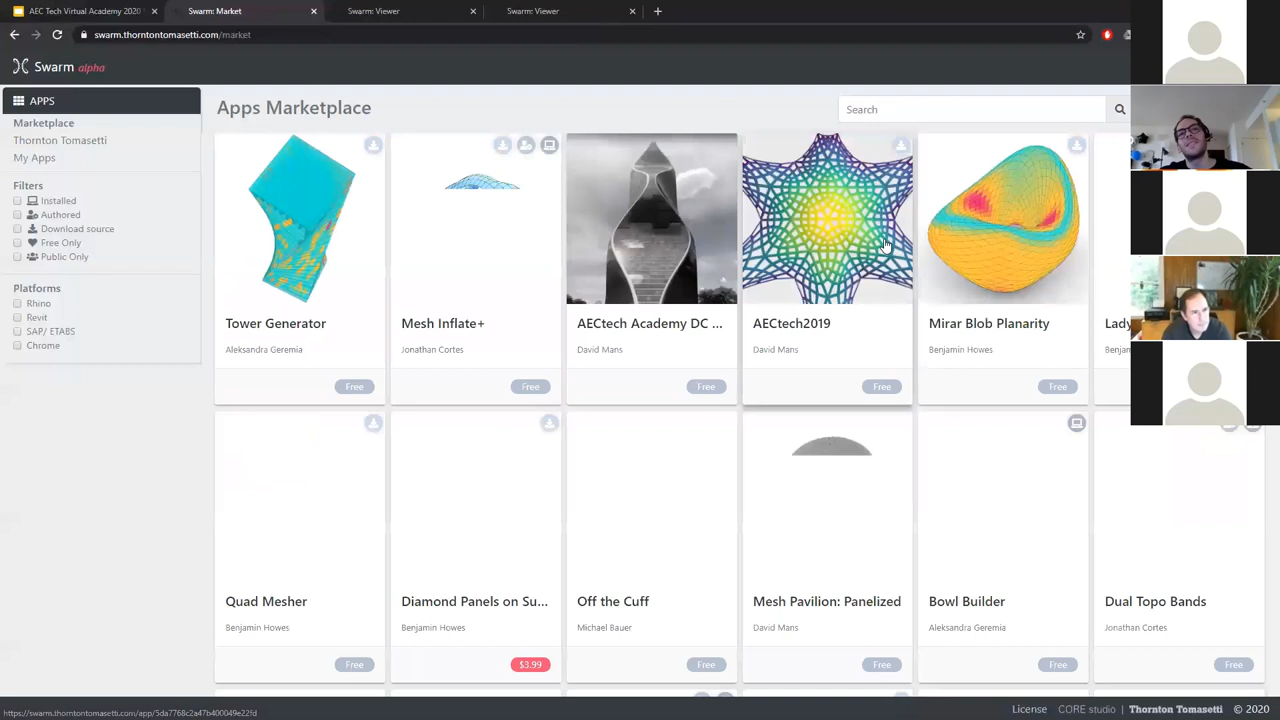 AEC Tech Virtual Academy 2020
Swarm: Market
Swarm: Viewer
Swarm: Viewer
swarm.thorntontomasetti.com/market
Swarm alpha
APPS
Marketplace
Thornton Tomasetti
My Apps
Filters
Installed
Authored
Download source
Free Only
Public Only
Platforms
Rhino
Revit
SAP/ ETABS
Chrome
Apps Marketplace
Search
Tower Generator
Aleksandra Geremia
Free
Mesh Inflate+
Jonathan Cortes
Free
AECtech Academy DC ...
David Mans
Free
AECtech2019
David Mans
Free
Mirar Blob Planarity
Benjamin Howes
Free
Quad Mesher
Benjamin Howes
Free
Diamond Panels on Su...
Benjamin Howes
$3.99
Off the Cuff
Michael Bauer
Free
Mesh Pavilion: Panelized
David Mans
Free
Bowl Builder
Aleksandra Geremia
Free
Dual Topo Bands
Jonathan Cortes
Free
https://swarm.thorntontomasetti.com/app/5da7768c2a47b400049e22fd
License CORE studio | Thornton Tomasetti © 2020